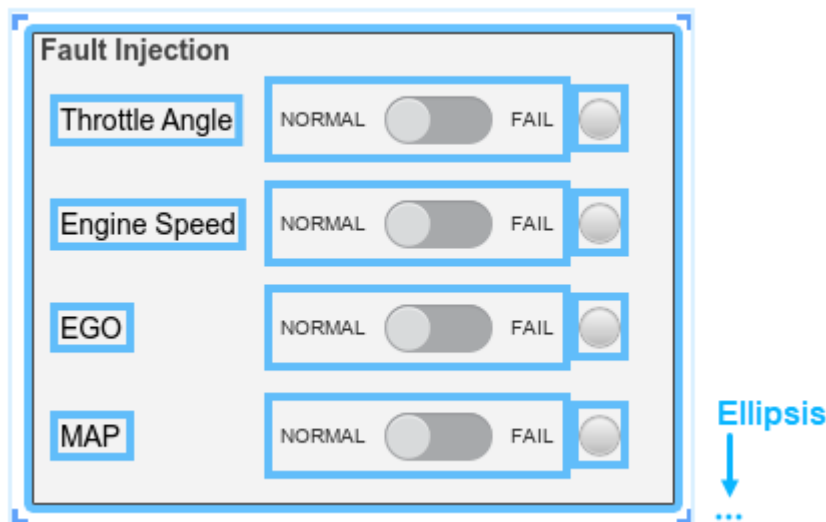 Fault Injection
Throttle Angle NORMAL FAIL
Engine Speed NORMAL FAIL
EGO NORMAL FAIL
MAP NORMAL FAIL
Ellipsis
...